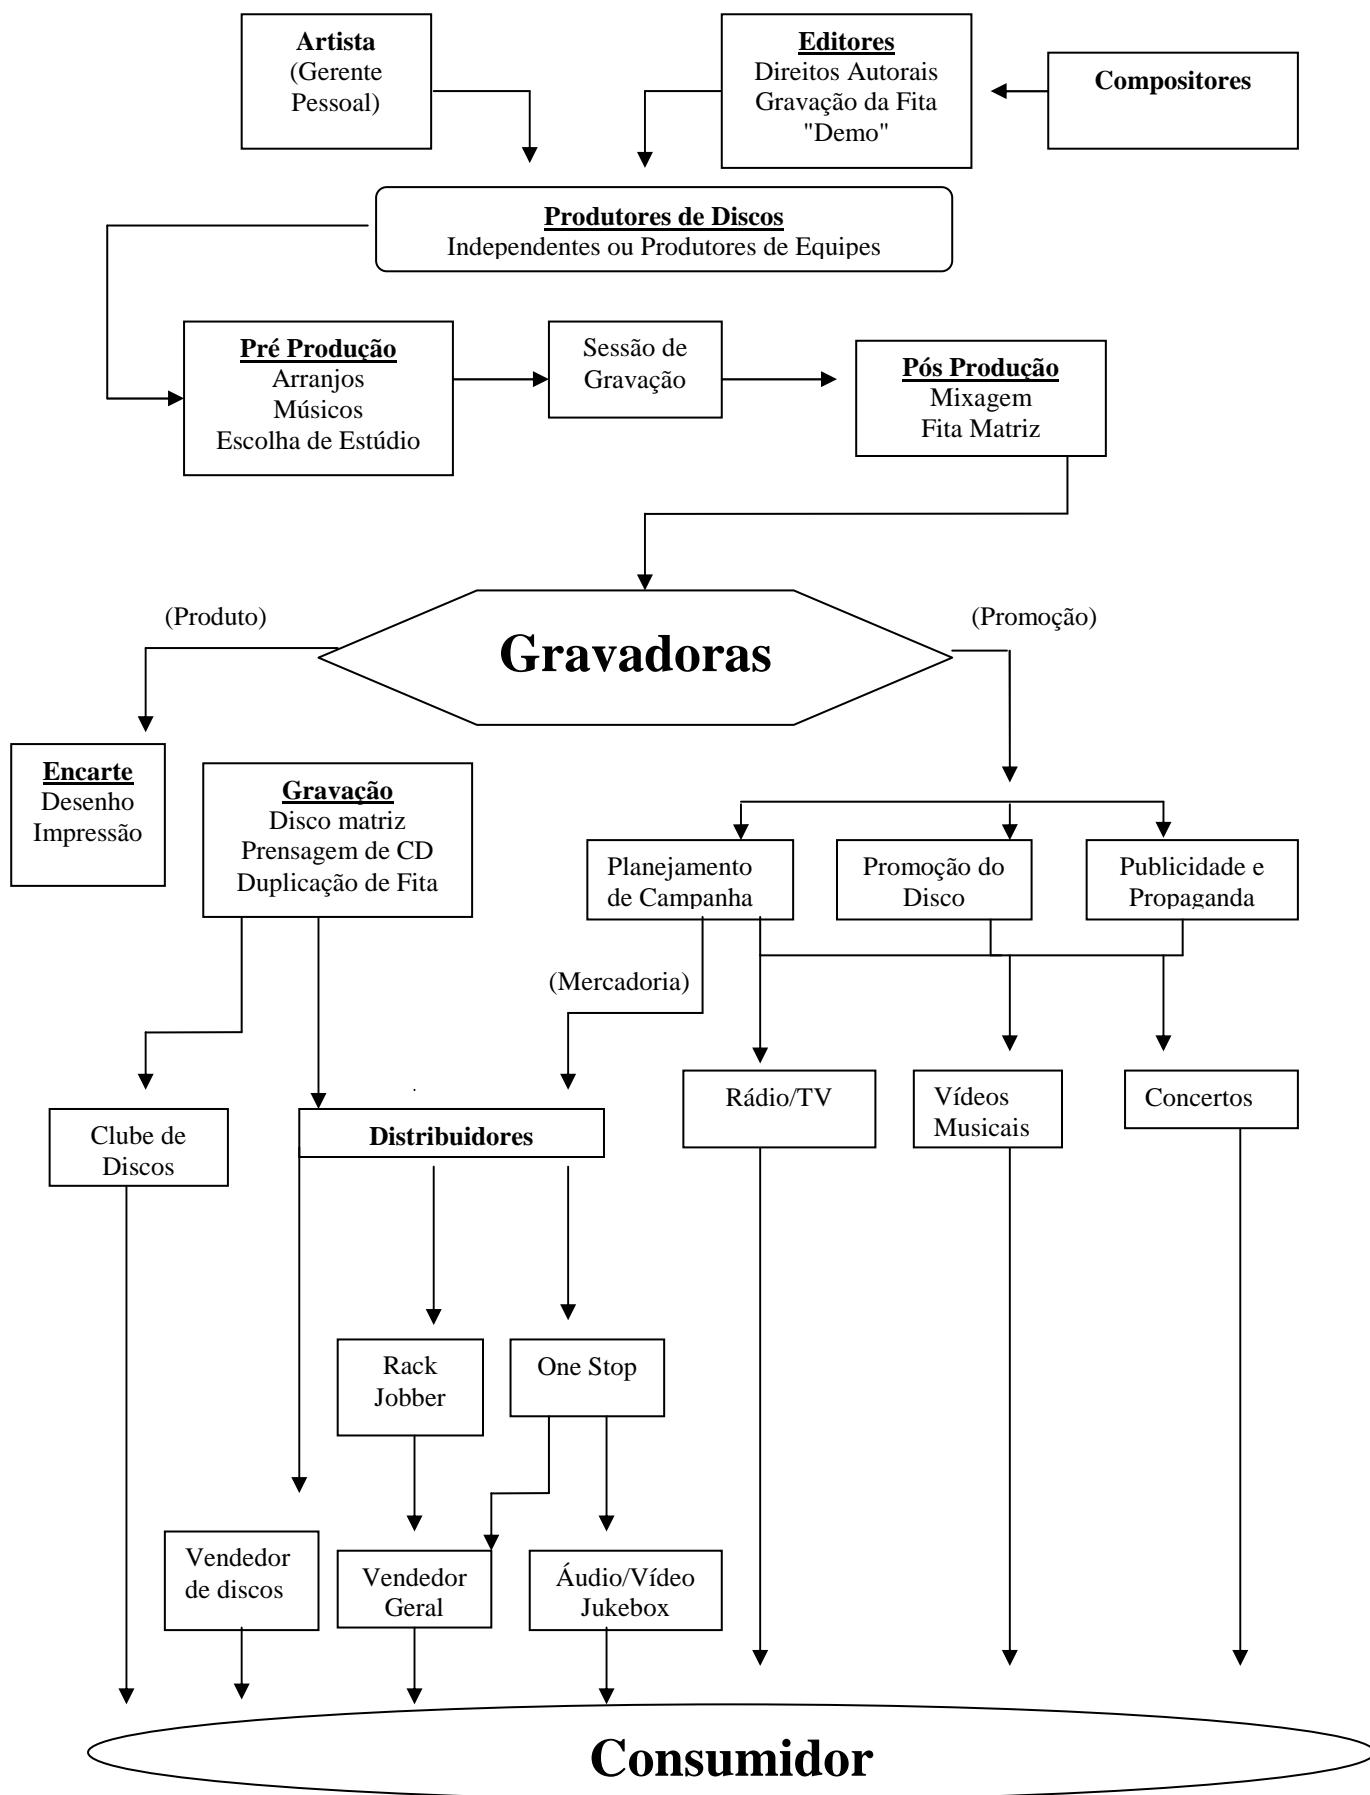 Artista
(Gerente
Pessoal)
Editores
Direitos Autorais
Gravação da Fita
"Demo"
Compositores
Produtores de Discos
Independentes ou Produtores de Equipes
Pré Produção
Arranjos
Músicos
Escolha de Estúdio
Sessão de
Gravação
Pós Produção
Mixagem
Fita Matriz
(Produto)
Gravadoras
(Promoção)
Encarte
Desenho
Impressão
Gravação
Disco matriz
Prensagem de CD
Duplicação de Fita
Planejamento
de Campanha
Promoção do
Disco
Publicidade e
Propaganda
(Mercadoria)
Clube de
Discos
Distribuidores
Rádio/TV
Vídeos
Musicais
Concertos
Rack
Jobber
One Stop
Vendedor
de discos
Vendedor
Geral
Áudio/Vídeo
Jukebox
Consumidor